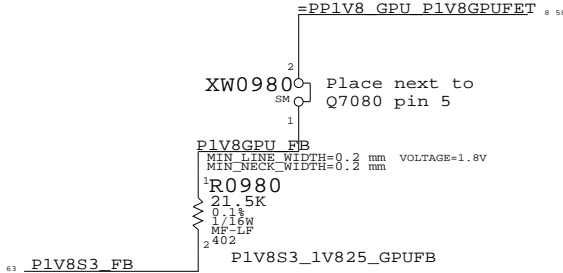 =PP1V8_GPU_P1V8GPUFET 8 58
2
XW0980 Place next to
SM Q7080 pin 5
1
P1V8GPU_FB
MIN_LINE_WIDTH=0.2 mm VOLTAGE=1.8V
MIN_NECK_WIDTH=0.2 mm
1 R0980
21.5K
0.1%
1/16W
MF-LF
2 402
P1V8S3_1V825_GPUFB
63 P1V8S3_FB